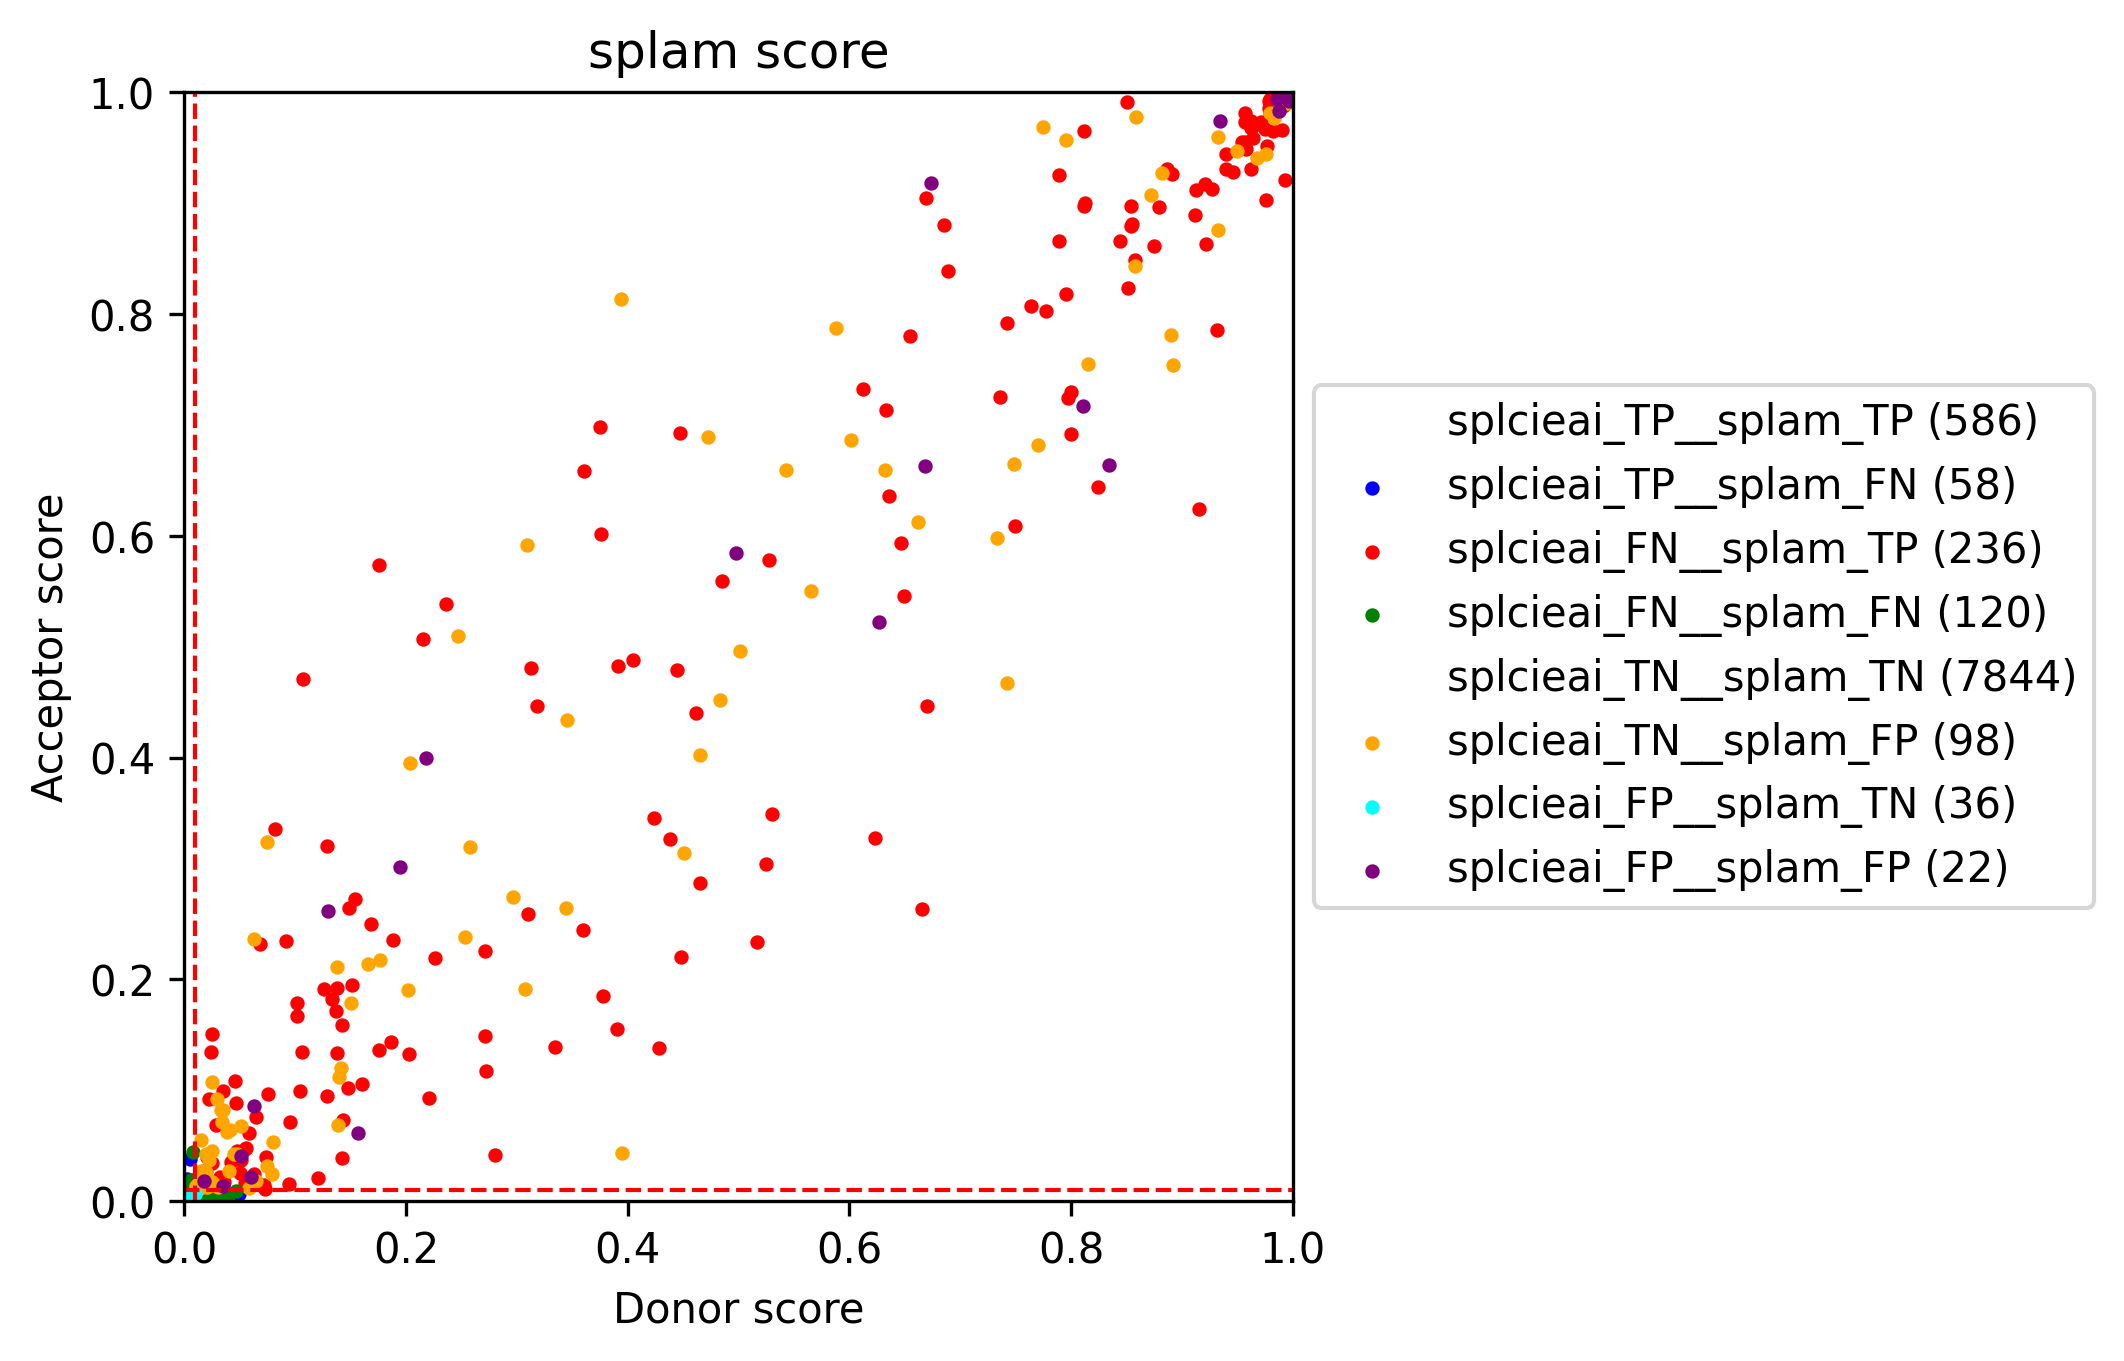 splam score
1.0
0.8
0.6
0.4
0.2
0.0
Acceptor score
0.0 0.2 0.4 0.6 0.8 1.0
Donor score
splcieai_TP__splam_TP (586)
splcieai_TP__splam_FN (58)
splcieai_FN__splam_TP (236)
splcieai_FN__splam_FN (120)
splcieai_TN__splam_TN (7844)
splcieai_TN__splam_FP (98)
splcieai_FP__splam_TN (36)
splcieai_FP__splam_FP (22)